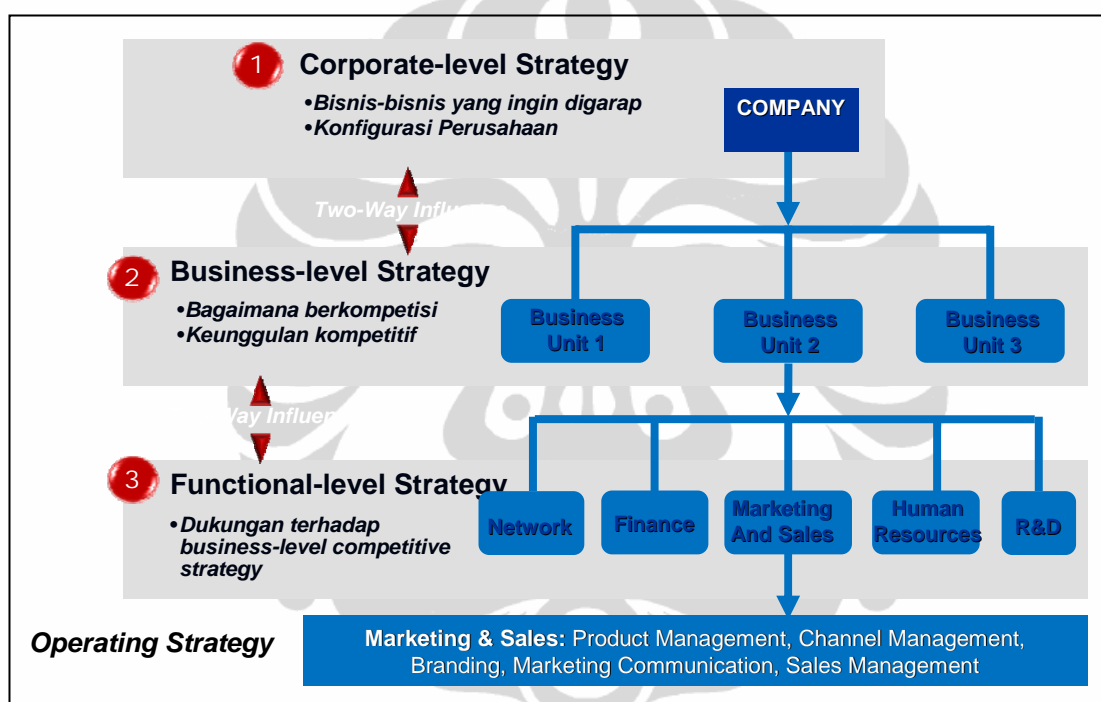 1
Corporate-level Strategy
•Bisnis-bisnis yang ingin digarap
•Konfigurasi Perusahaan
COMPANY
Two-Way
2
Business-level Strategy
•Bagaimana berkompetisi
•Keunggulan kompetitif
Business
Unit 1
Business
Unit 2
Business
Unit 3
3
Functional-level Strategy
•Dukungan terhadap
business-level competitive
strategy
Network
Finance
Marketing
And Sales
Human
Resources
R&D
Operating Strategy
Marketing & Sales: Product Management, Channel Management,
Branding, Marketing Communication, Sales Management